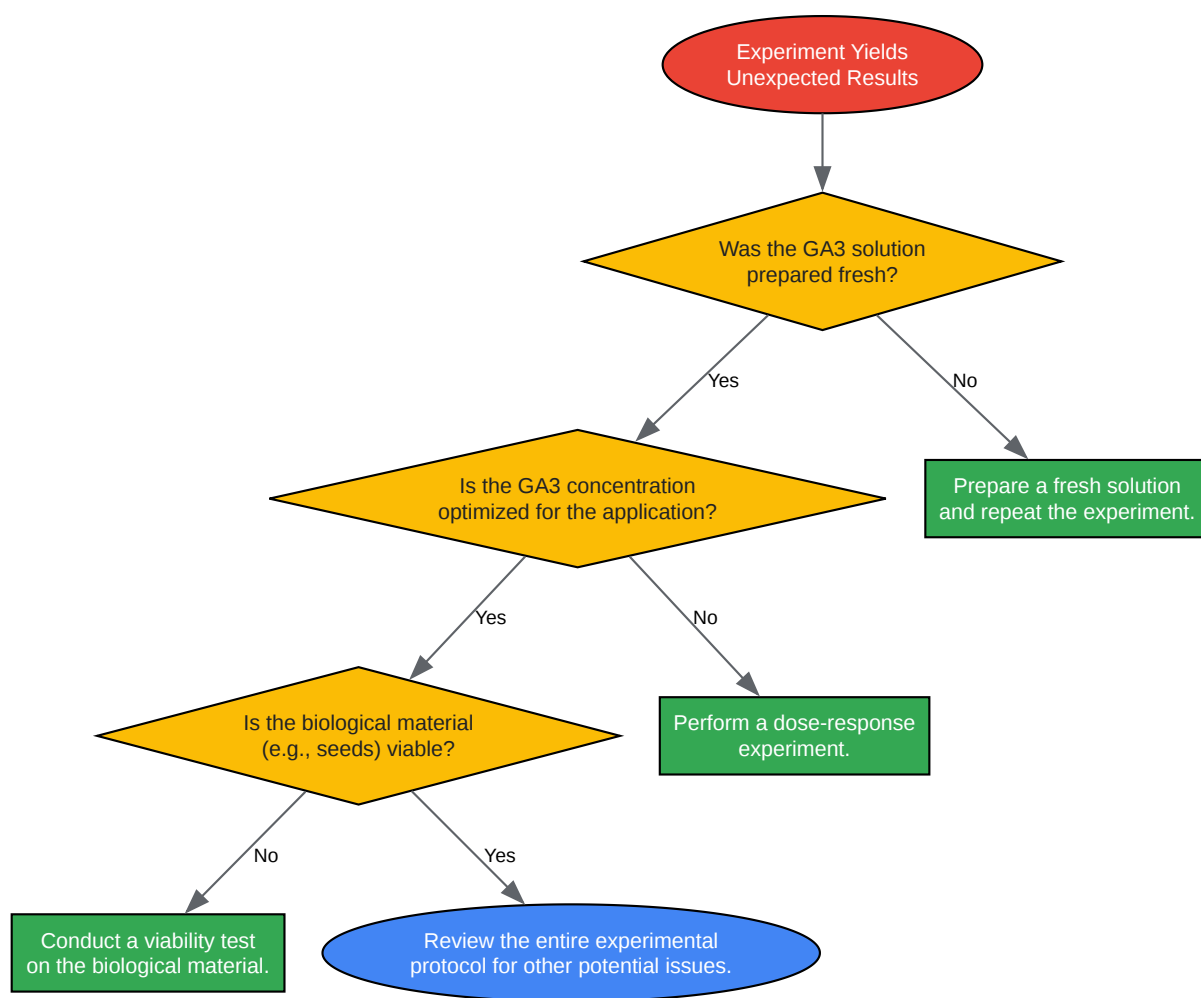 Experiment Yields
Unexpected Results
Was the GA3 solution
prepared fresh?
Yes
No
Is the GA3 concentration
optimized for the application?
Prepare a fresh solution
and repeat the experiment.
Yes
No
Is the biological material
(e.g., seeds) viable?
Perform a dose-response
experiment.
No
Yes
Conduct a viability test
on the biological material.
Review the entire experimental
protocol for other potential issues.